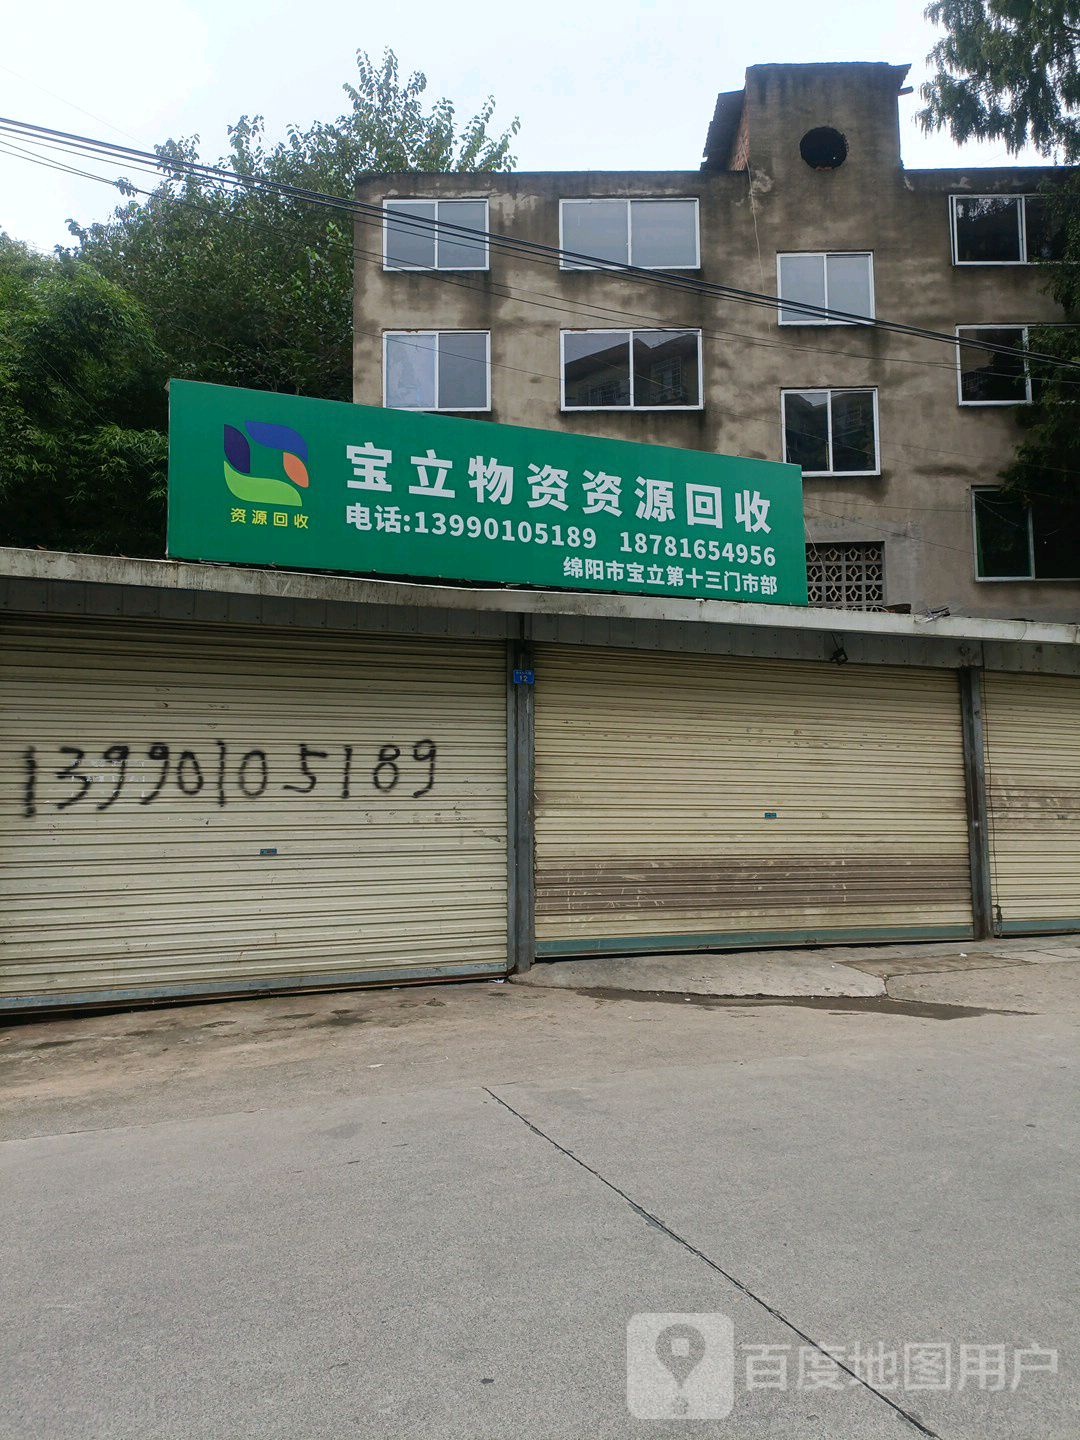 宝立物资资源回收
资源回收
电话:13990105189 18781654956
绵阳市宝立第十三门市部
12
13990105189
百度地图用户